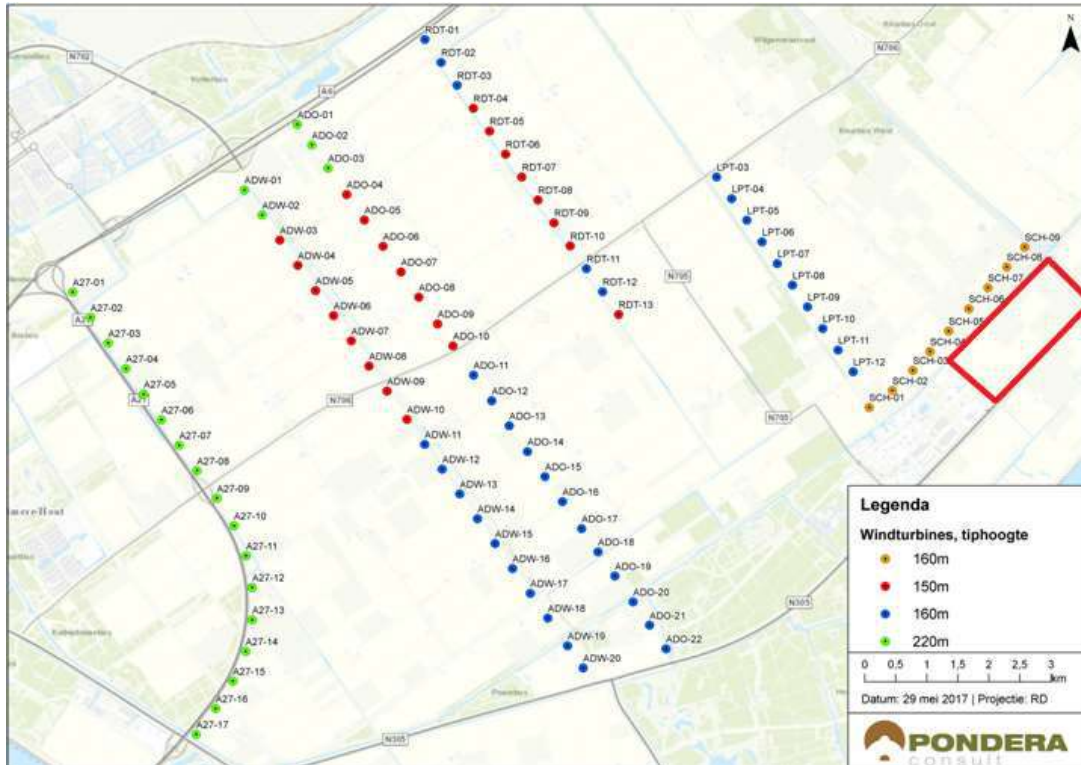 N702
A6
N706
RDT-01
RDT-02
RDT-03
RDT-04
RDT-05
RDT-06
RDT-07
RDT-08
RDT-09
RDT-10
RDT-11
RDT-12
RDT-13
ADO-01
ADO-02
ADO-03
ADO-04
ADO-05
ADO-06
ADO-07
ADO-08
ADO-09
ADO-10
ADO-11
ADO-12
ADO-13
ADO-14
ADO-15
ADO-16
ADO-17
ADO-18
ADO-19
ADO-20
ADO-21
ADO-22
ADW-01
ADW-02
ADW-03
ADW-04
ADW-05
ADW-06
ADW-07
ADW-08
ADW-09
ADW-10
ADW-11
ADW-12
ADW-13
ADW-14
ADW-15
ADW-16
ADW-17
ADW-18
ADW-19
ADW-20
A27-01
A27-02
A27-03
A27-04
A27-05
A27-06
A27-07
A27-08
A27-09
A27-10
A27-11
A27-12
A27-13
A27-14
A27-15
A27-16
A27-17
A27
LPT-03
LPT-04
LPT-05
LPT-06
LPT-07
LPT-08
LPT-09
LPT-10
LPT-11
LPT-12
SCH-09
SCH-08
SCH-07
SCH-06
SCH-05
SCH-04
SCH-03
SCH-02
SCH-01
N705
N705
N706
N305
N305
N
Legenda
Windturbines, tiphoogte
160m
150m
160m
220m
0 0,5 1 1,5 2 2,5 3
km
Datum: 29 mei 2017 | Projectie: RD
PONDERA
consult